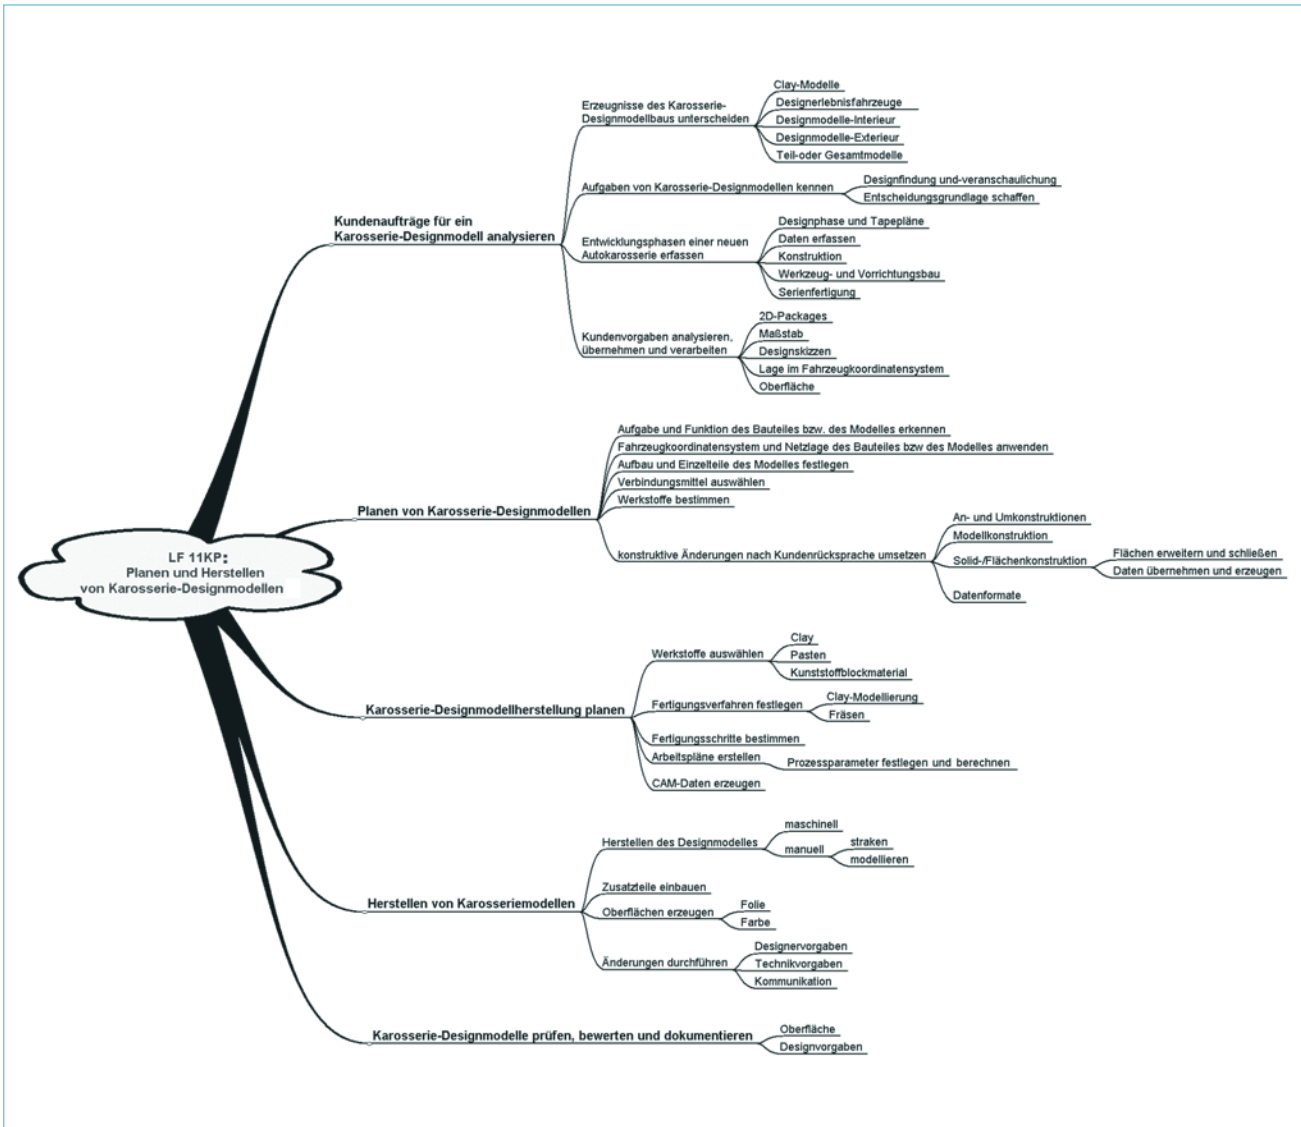 Clay-Modelle
Erzeugnisse des Karosserie-
Designmodellbaus unterscheiden
Designerlebnisfahrzeuge
Designmodelle-Interieur
Designmodelle-Exterieur
Teil-oder Gesamtmodelle
Aufgaben von Karosserie-Designmodellen kennen
Designfindung und-veranschaulichung
Entscheidungsgrundlage schaffen
Kundenaufträge für ein
Karosserie-Designmodell analysieren
Entwicklungsphasen einer neuen
Autokarosserie erfassen
Designphase und Tapepläne
Daten erfassen
Konstruktion
Werkzeug- und Vorrichtungsbau
Serienfertigung
Kundenvorgaben analysieren,
übernehmen und verarbeiten
2D-Packages
Maßstab
Designskizzen
Lage im Fahrzeugkoordinatensystem
Oberfläche
Planen von Karosserie-Designmodellen
Aufgabe und Funktion des Bauteiles bzw. des Modelles erkennen
Fahrzeugkoordinatensystem und Netzlage des Bauteiles bzw des Modelles anwenden
Aufbau und Einzelteile des Modelles festlegen
Verbindungsmittel auswählen
Werkstoffe bestimmen
konstruktive Änderungen nach Kundenrücksprache umsetzen
An- und Umkonstruktionen
Modellkonstruktion
Solid-/Flächenkonstruktion
Flächen erweitern und schließen
Daten übernehmen und erzeugen
Datenformate
LF 11KP:
Planen und Herstellen
von Karosserie-Designmodellen
Karosserie-Designmodellherstellung planen
Werkstoffe auswählen
Clay
Pasten
Kunststoffblockmaterial
Fertigungsverfahren festlegen
Clay-Modellierung
Fräsen
Fertigungsschritte bestimmen
Arbeitspläne erstellen
Prozessparameter festlegen und berechnen
CAM-Daten erzeugen
Herstellen von Karosseriemodellen
Herstellen des Designmodelles
maschinell
manuell
straken
modellieren
Zusatzteile einbauen
Oberflächen erzeugen
Folie
Farbe
Änderungen durchführen
Designervorgaben
Technikvorgaben
Kommunikation
Karosserie-Designmodelle prüfen, bewerten und dokumentieren
Oberfläche
Designvorgaben